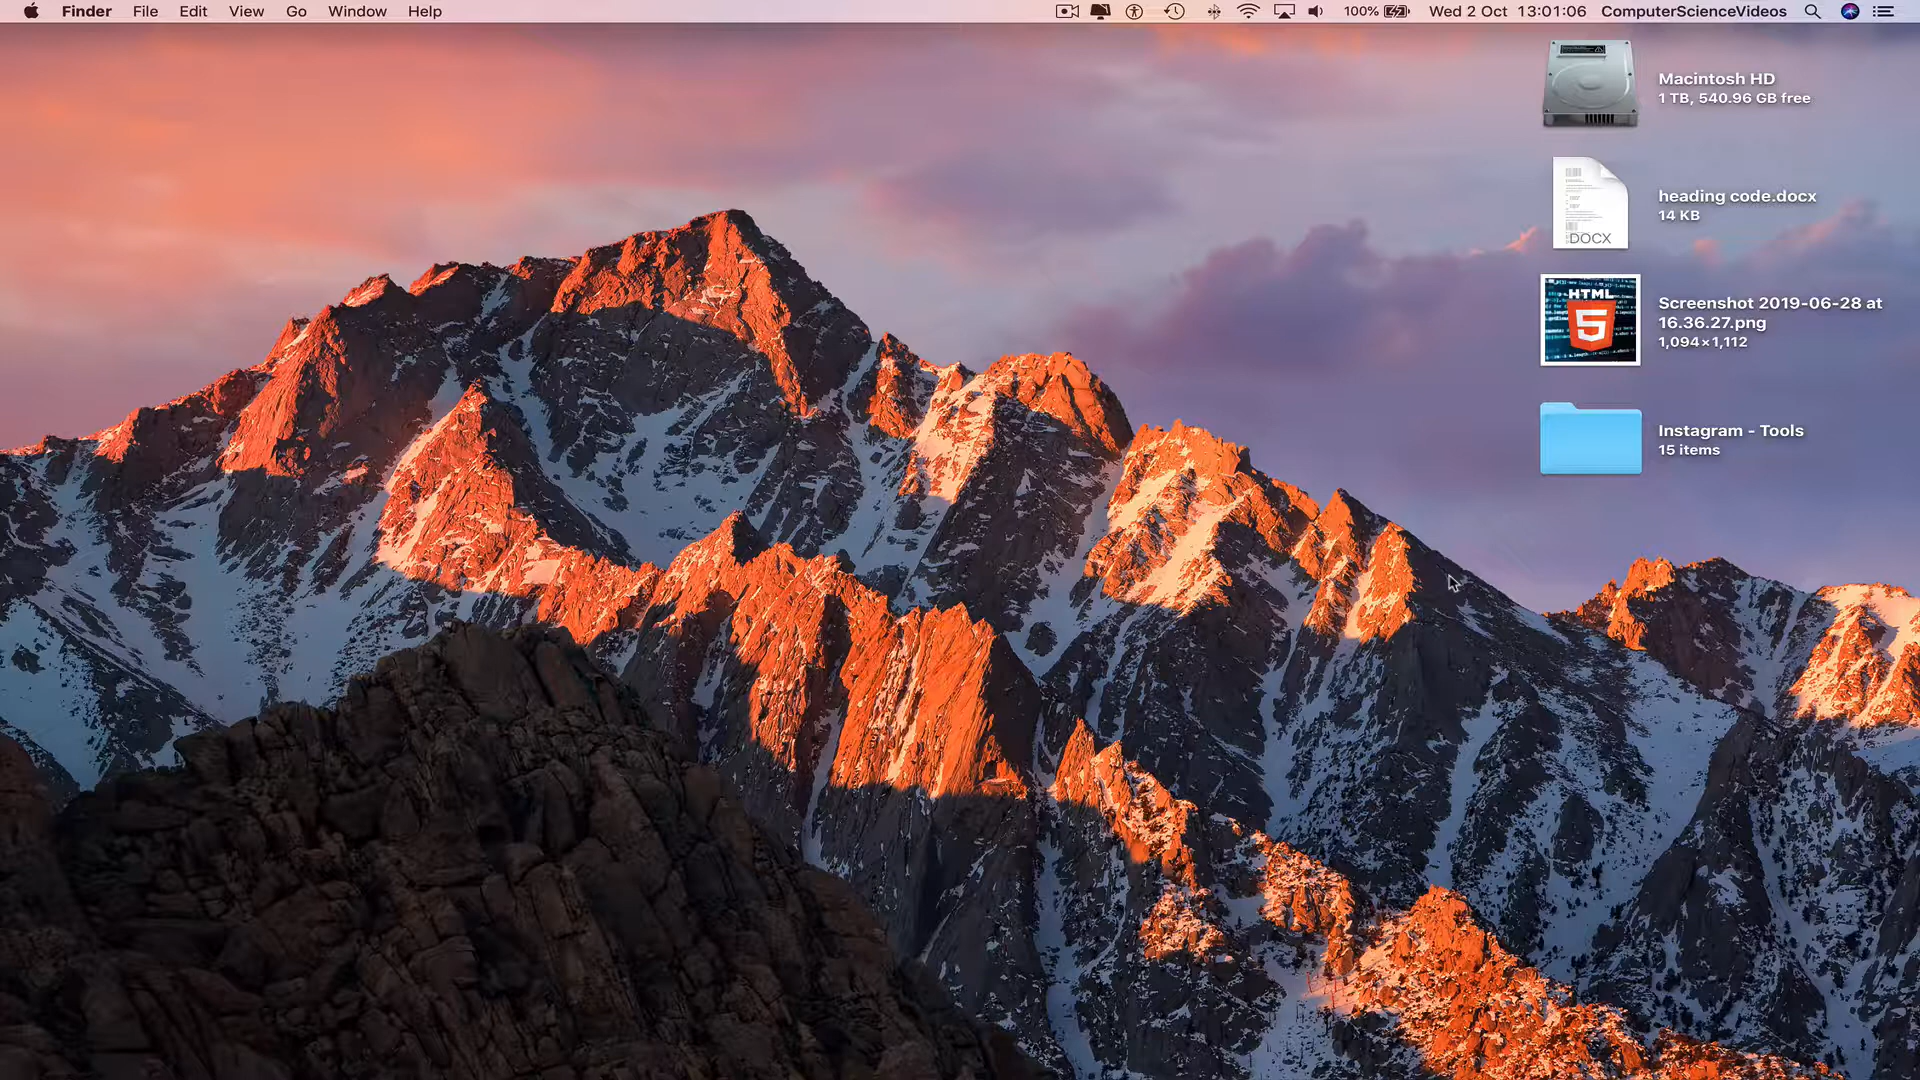 Finder File Edit View Go Window Help 100% Wed 2 Oct 13:01:06 ComputerScienceVideos
Macintosh HD
1 TB, 540.96 GB free
DOCX
heading code.docx
14 KB
HTML
5
Screenshot 2019-06-28 at
16.36.27.png
1,094×1,112
Instagram - Tools
15 items